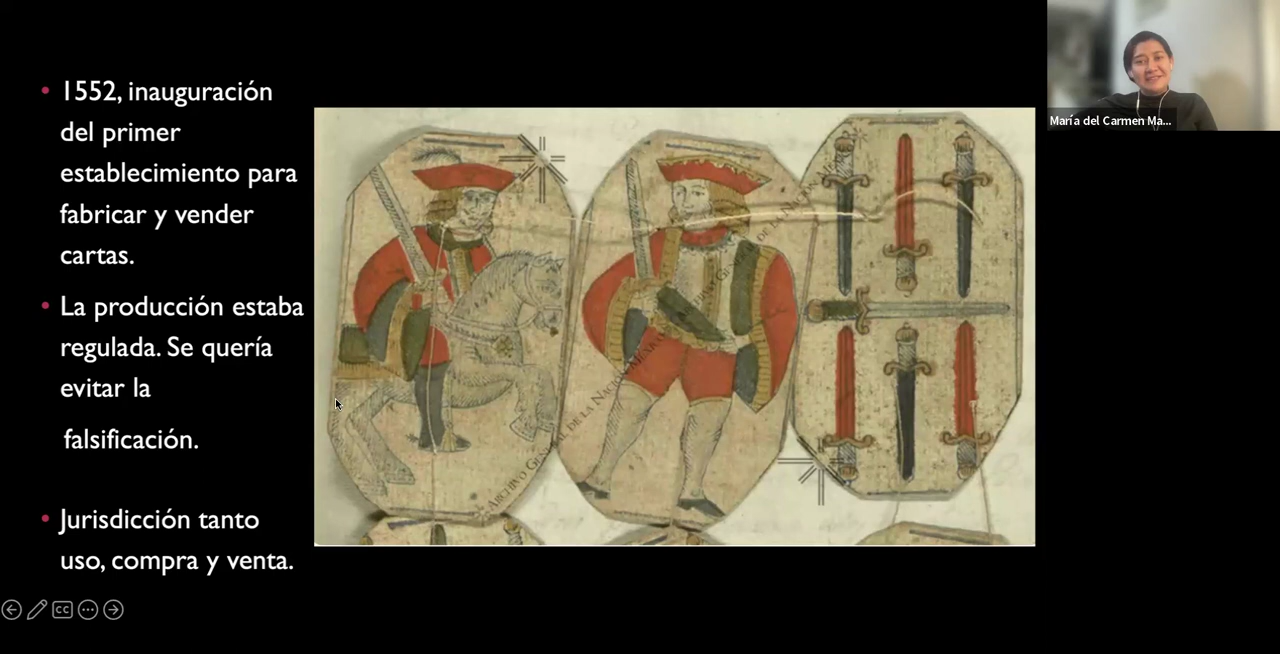 • 1552, inauguración
del primer
establecimiento para
fabricar y vender
cartas.
• La producción estaba
regulada. Se quería
evitar la
falsificación.
• Jurisdicción tanto
uso, compra y venta.
María del Carmen Ma...
CC